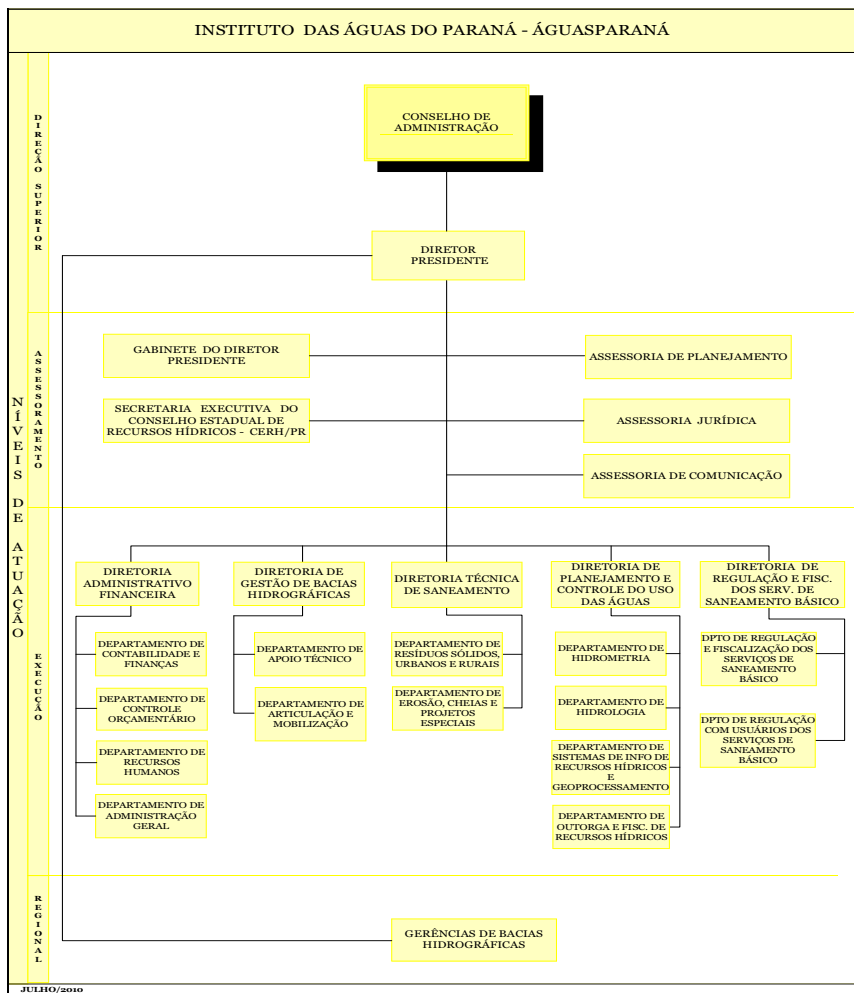 INSTITUTO DAS ÁGUAS DO PARANÁ - ÁGUASPARANÁ
NÍVEIS DE ATUAÇÃO
DIREÇÃO SUPERIOR
CONSELHO DE
ADMINISTRAÇÃO
DIRETOR
PRESIDENTE
ASSESSORAMENTO
GABINETE DO DIRETOR
PRESIDENTE
ASSESSORIA DE PLANEJAMENTO
SECRETARIA EXECUTIVA DO
CONSELHO ESTADUAL DE
RECURSOS HÍDRICOS - CERH/PR
ASSESSORIA JURÍDICA
ASSESSORIA DE COMUNICAÇÃO
EXECUÇÃO
DIRETORIA
ADMINISTRATIVO
FINANCEIRA
DEPARTAMENTO DE
CONTABILIDADE E
FINANÇAS
DEPARTAMENTO DE
CONTROLE
ORÇAMENTÁRIO
DEPARTAMENTO DE
RECURSOS
HUMANOS
DEPARTAMENTO DE
ADMINISTRAÇÃO
GERAL
DIRETORIA DE
GESTÃO DE BACIAS
HIDROGRÁFICAS
DEPARTAMENTO DE
APOIO TÉCNICO
DEPARTAMENTO DE
ARTICULAÇÃO E
MOBILIZAÇÃO
DIRETORIA TÉCNICA
DE SANEAMENTO
DEPARTAMENTO DE
RESÍDUOS SÓLIDOS,
URBANOS E RURAIS
DEPARTAMENTO DE
EROSÃO, CHEIAS E
PROJETOS
ESPECIAIS
DIRETORIA DE
PLANEJAMENTO E
CONTROLE DO USO
DAS ÁGUAS
DEPARTAMENTO DE
HIDROMETRIA
DEPARTAMENTO DE
HIDROLOGIA
DEPARTAMENTO DE
SISTEMAS DE INFO DE
RECURSOS HÍDRICOS
E
GEOPROCESSAMENTO
DEPARTAMENTO DE
OUTORGA E FISC. DE
RECURSOS HÍDRICOS
DIRETORIA DE
REGULAÇÃO E FISC.
DOS SERV. DE
SANEAMENTO BÁSICO
DPTO DE REGULAÇÃO
E FISCALIZAÇÃO DOS
SERVIÇOS DE
SANEAMENTO
BÁSICO
DPTO DE REGULAÇÃO
COM USUÁRIOS DOS
SERVIÇOS DE
SANEAMENTO
BÁSICO
REGIONAL
GERÊNCIAS DE BACIAS
HIDROGRÁFICAS
JULHO/2010